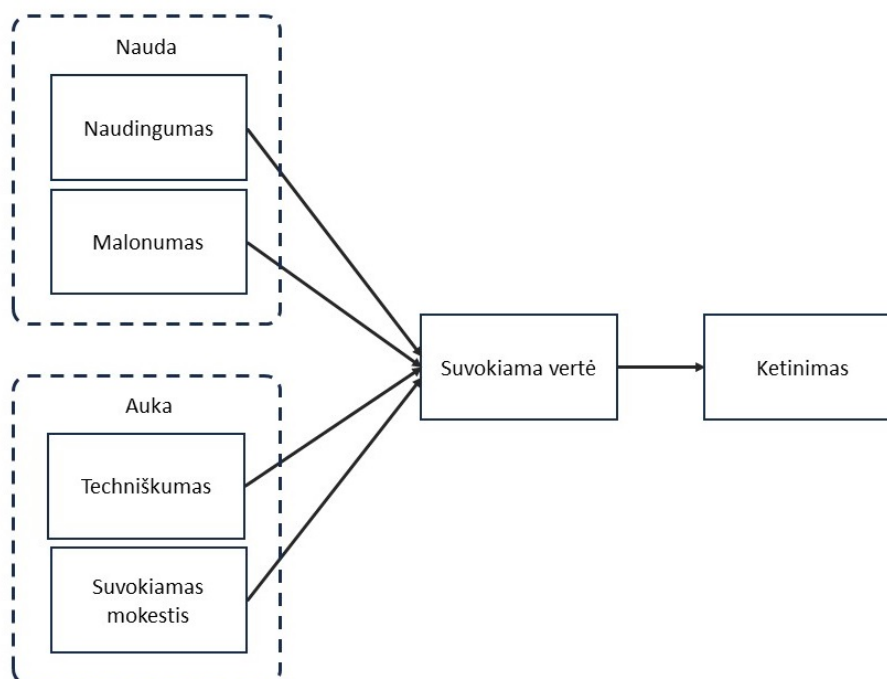 Nauda
Naudingumas
Malonumas
Suvokiama vertė
Ketinimas
Auka
Techniškumas
Suvokiamas
mokestis